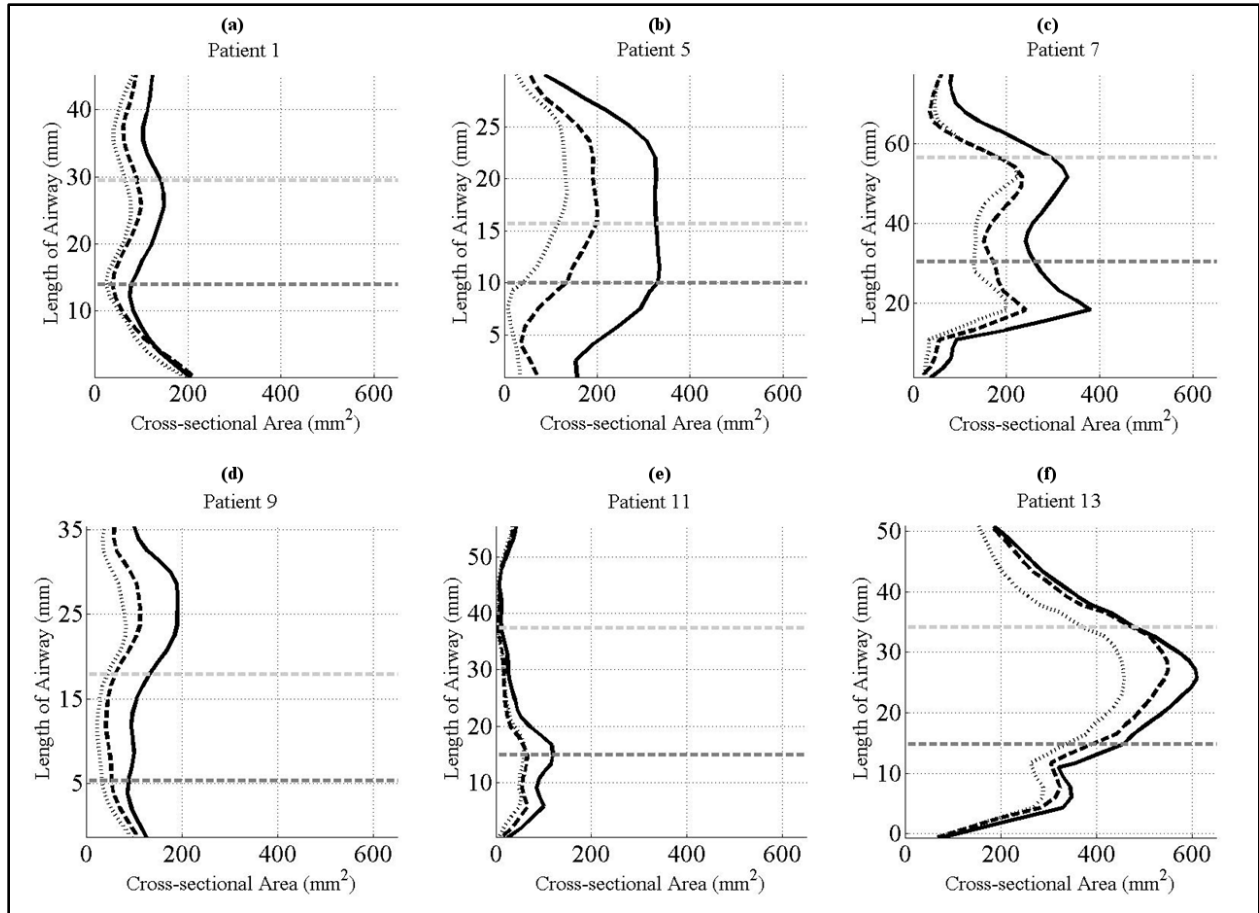 (a)
Patient 1
40
30
20
10
Length of Airway (mm)
0
200
400
600
Cross-sectional Area (mm²)
(b)
Patient 5
25
20
15
10
5
Length of Airway (mm)
0
200
400
600
Cross-sectional Area (mm²)
(c)
Patient 7
60
40
20
Length of Airway (mm)
0
200
400
600
Cross-sectional Area (mm²)
(d)
Patient 9
35
25
15
5
Length of Airway (mm)
0
200
400
600
Cross-sectional Area (mm²)
(e)
Patient 11
50
40
30
20
10
Length of Airway (mm)
0
200
400
600
Cross-sectional Area (mm²)
(f)
Patient 13
50
40
30
20
10
0
Length of Airway (mm)
0
200
400
600
Cross-sectional Area (mm²)